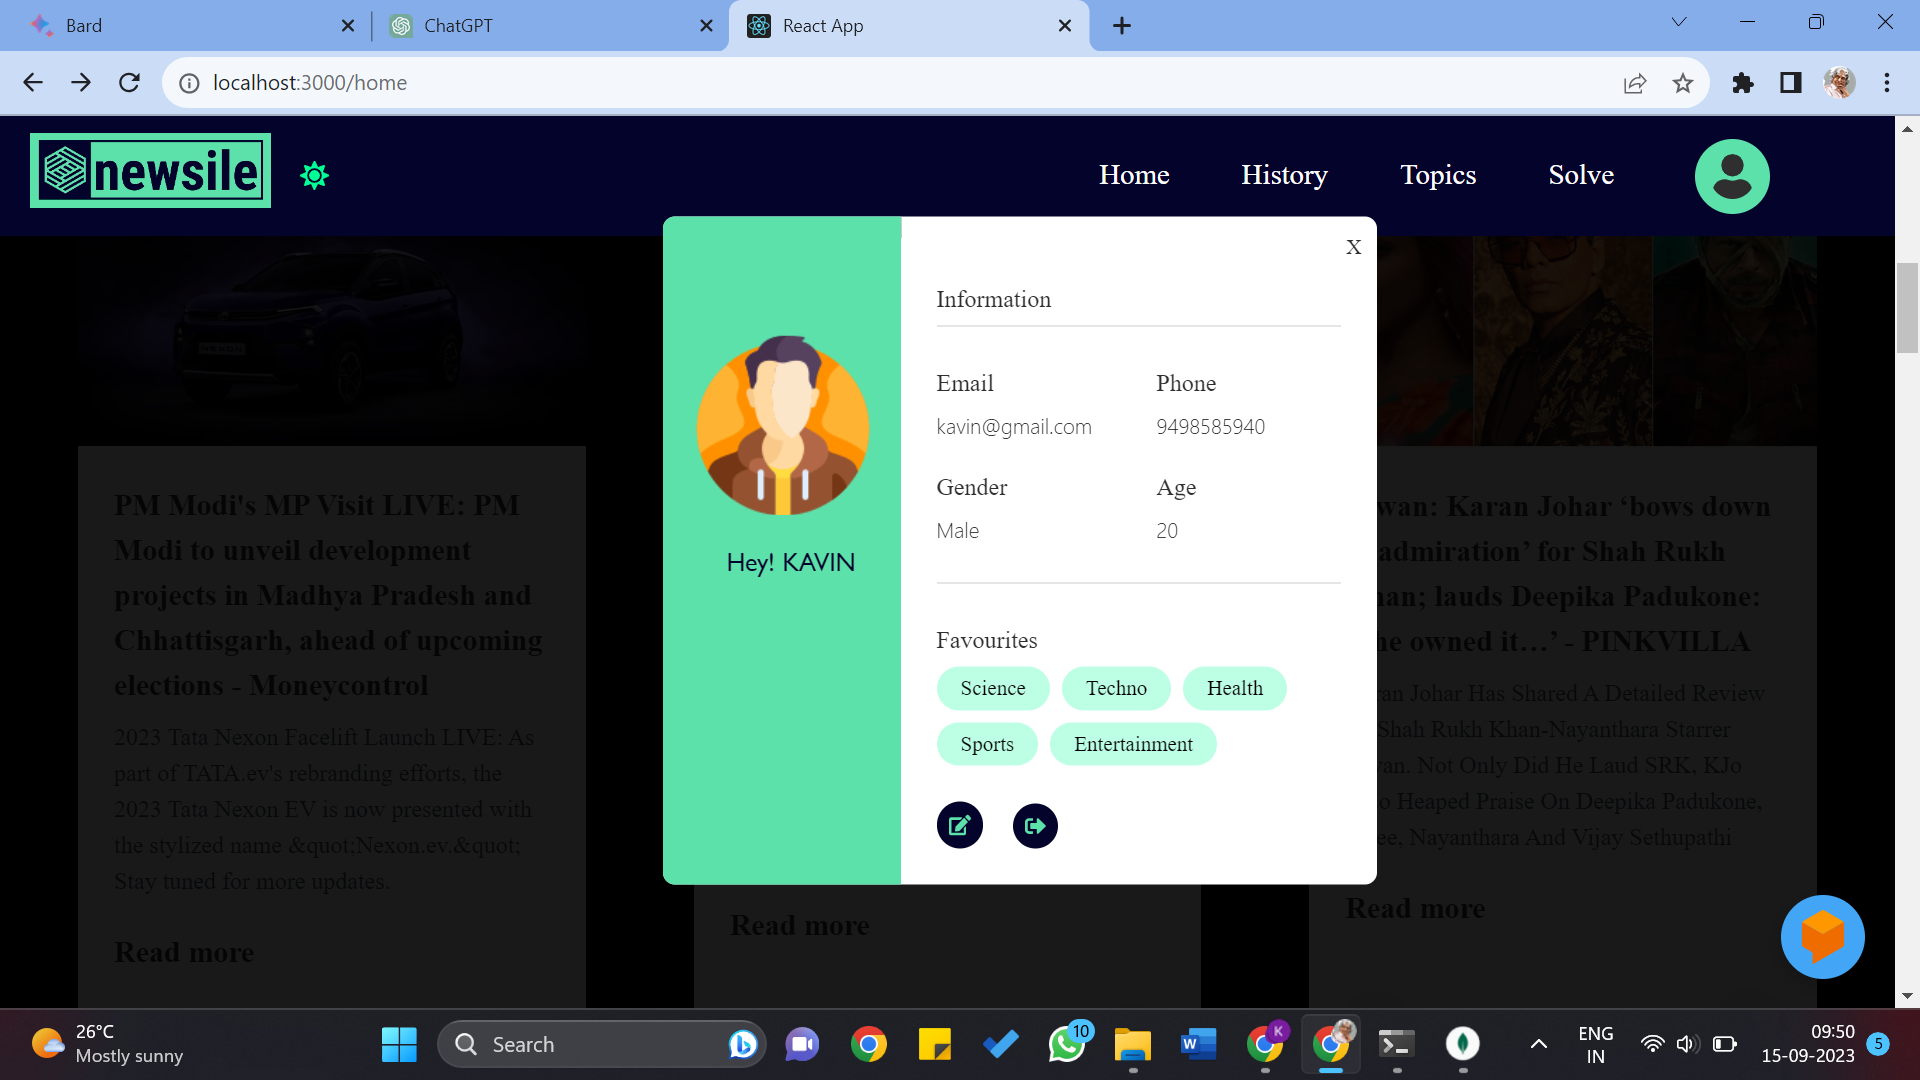 Bard
ChatGPT
React App
localhost:3000/home
newsile
Home
History
Topics
Solve
X
Information
Email
Phone
kavin@gmail.com
9498585940
Gender
Age
Male
20
Hey! KAVIN
Favourites
Science
Techno
Health
Sports
Entertainment
PM Modi's MP Visit LIVE: PM
Modi to unveil development
projects in Madhya Pradesh and
Chhattisgarh, ahead of upcoming
elections - Moneycontrol
2023 Tata Nexon Facelift Launch LIVE: As
part of TATA.ev's rebranding efforts, the
2023 Tata Nexon EV is now presented with
the stylized name &quot;Nexon.ev.&quot;
Stay tuned for more updates.
Read more
Read more
wan: Karan Johar ‘bows down
admiration’ for Shah Rukh
an; lauds Deepika Padukone:
he owned it…’ - PINKVILLA
ran Johar Has Shared A Detailed Review
Shah Rukh Khan-Nayanthara Starrer
an. Not Only Did He Laud SRK, KJo
o Heaped Praise On Deepika Padukone,
ee, Nayanthara And Vijay Sethupathi
Read more
26°C
Mostly sunny
Search
10
K
ENG
IN
09:50
15-09-2023
5